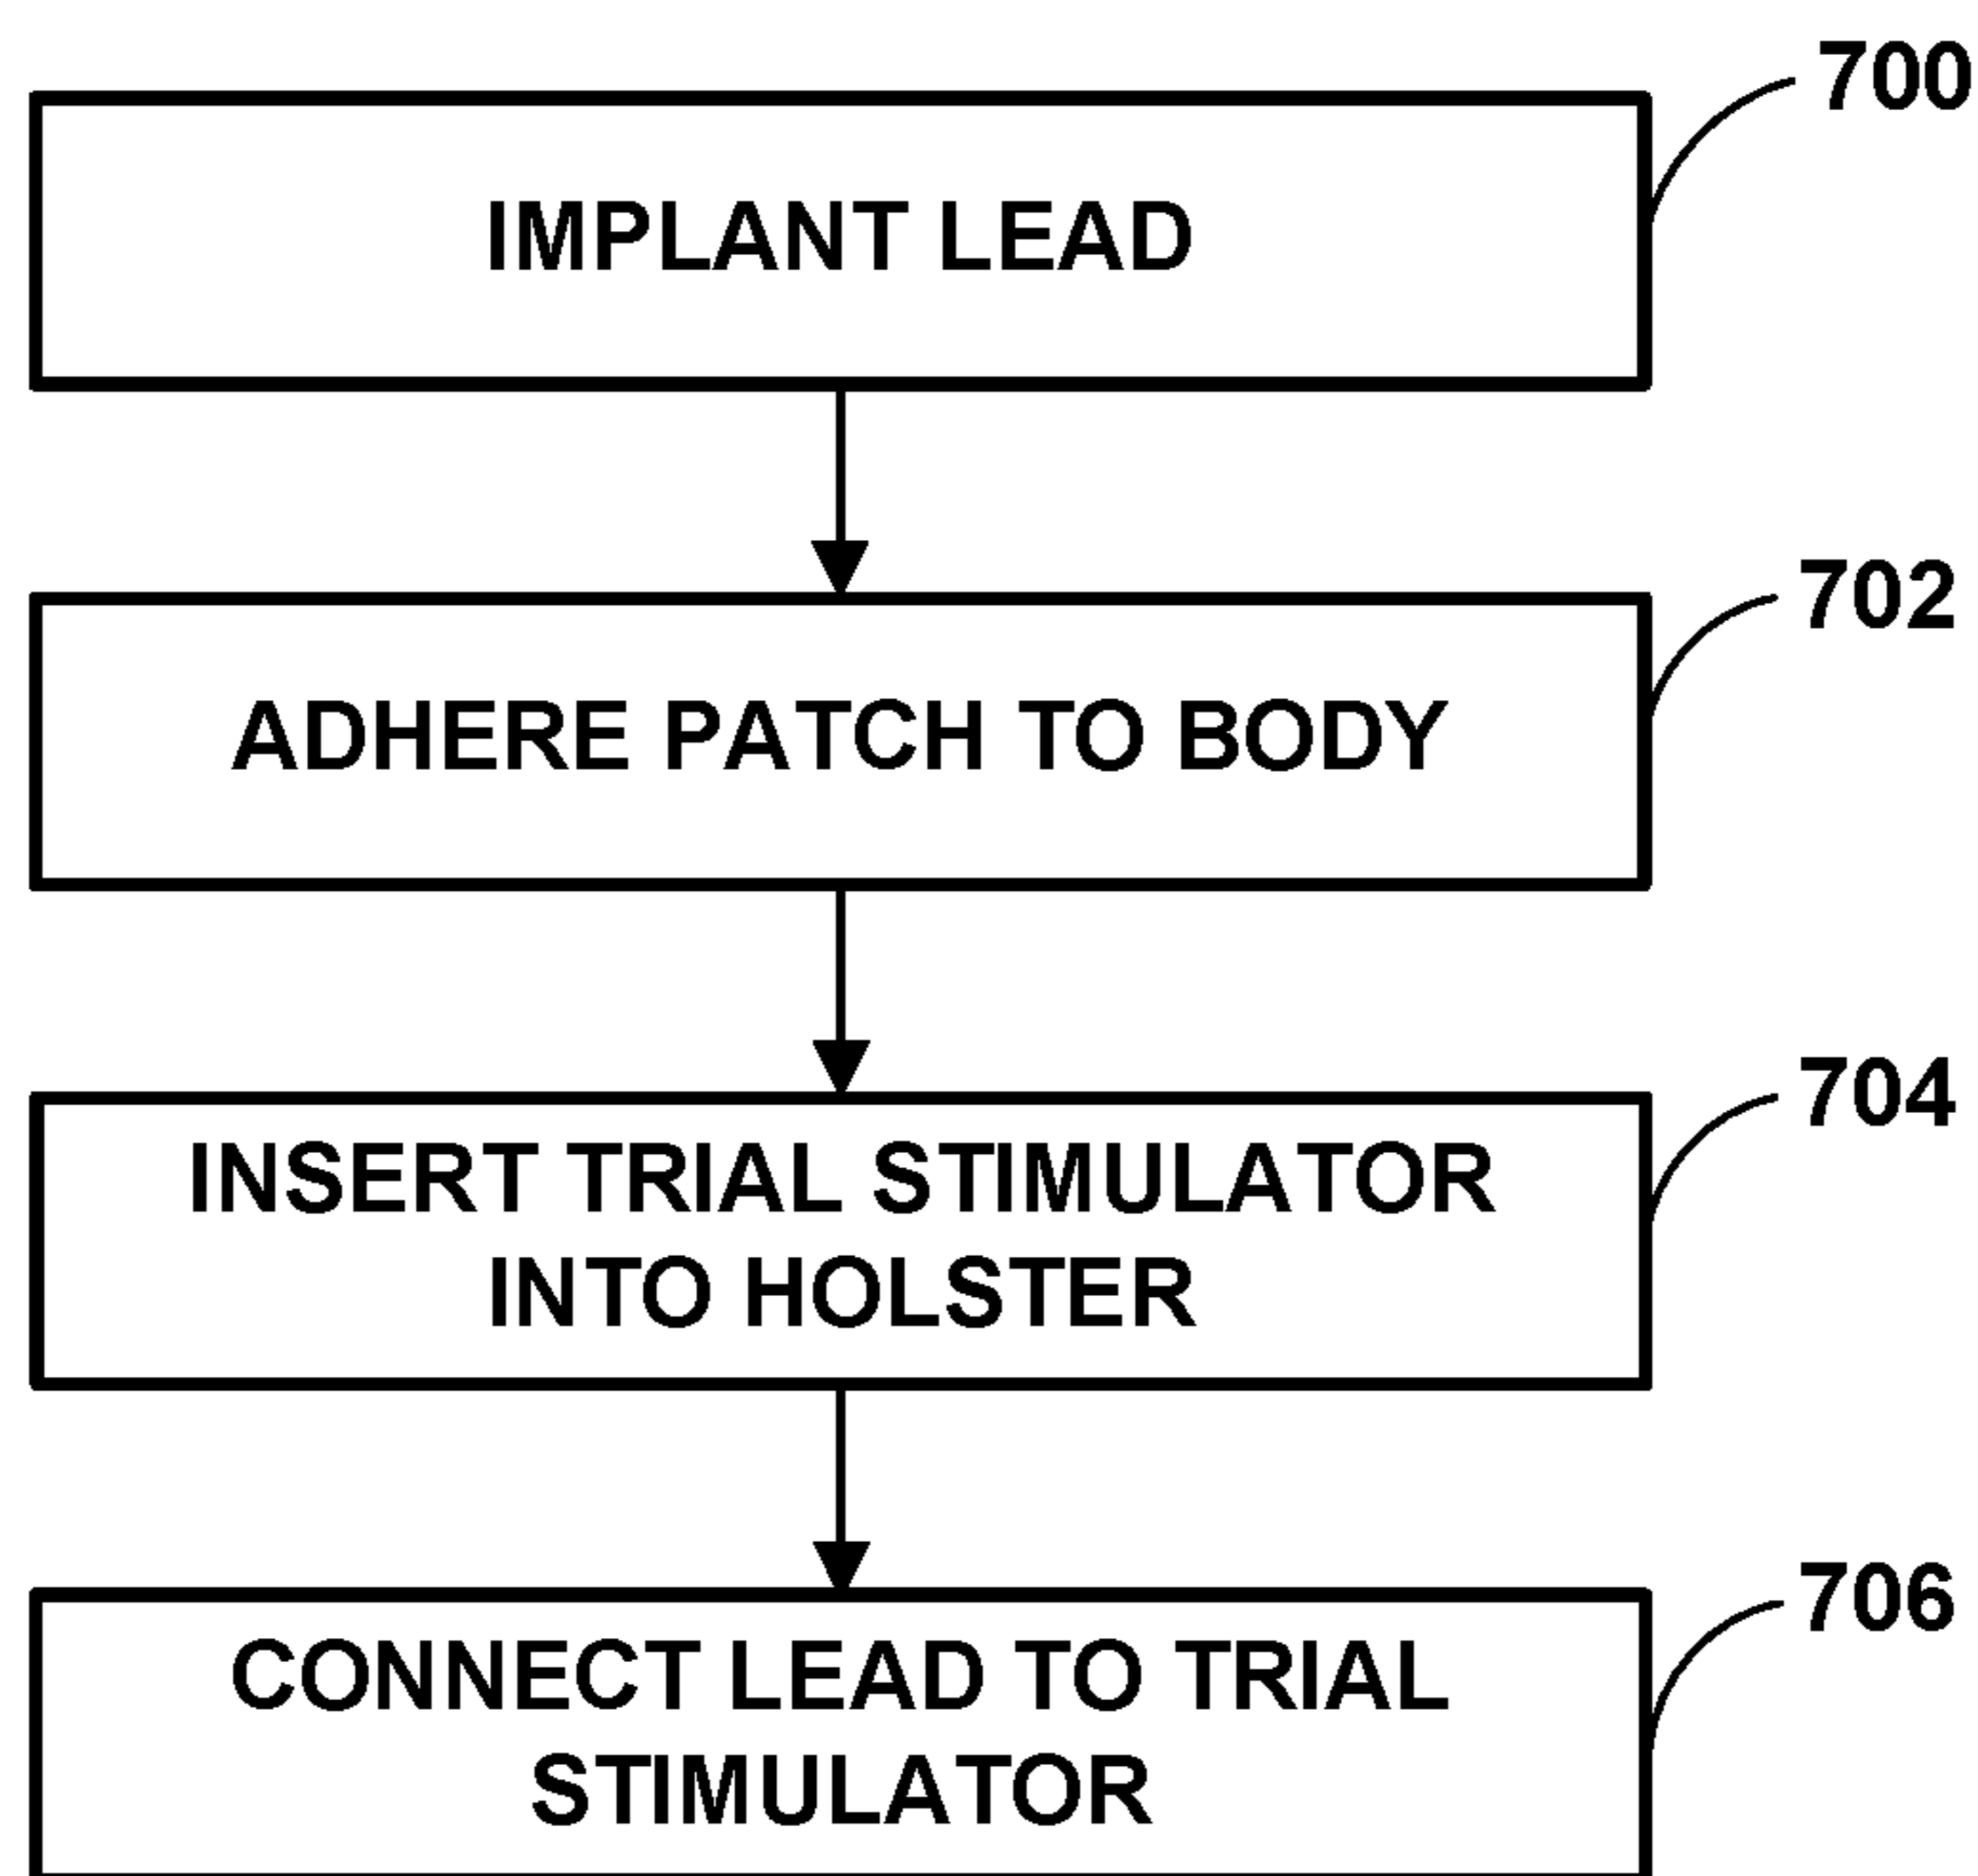 700
IMPLANT LEAD
702
ADHERE PATCH TO BODY
704
INSERT TRIAL STIMULATOR
INTO HOLSTER
706
CONNECT LEAD TO TRIAL
STIMULATOR